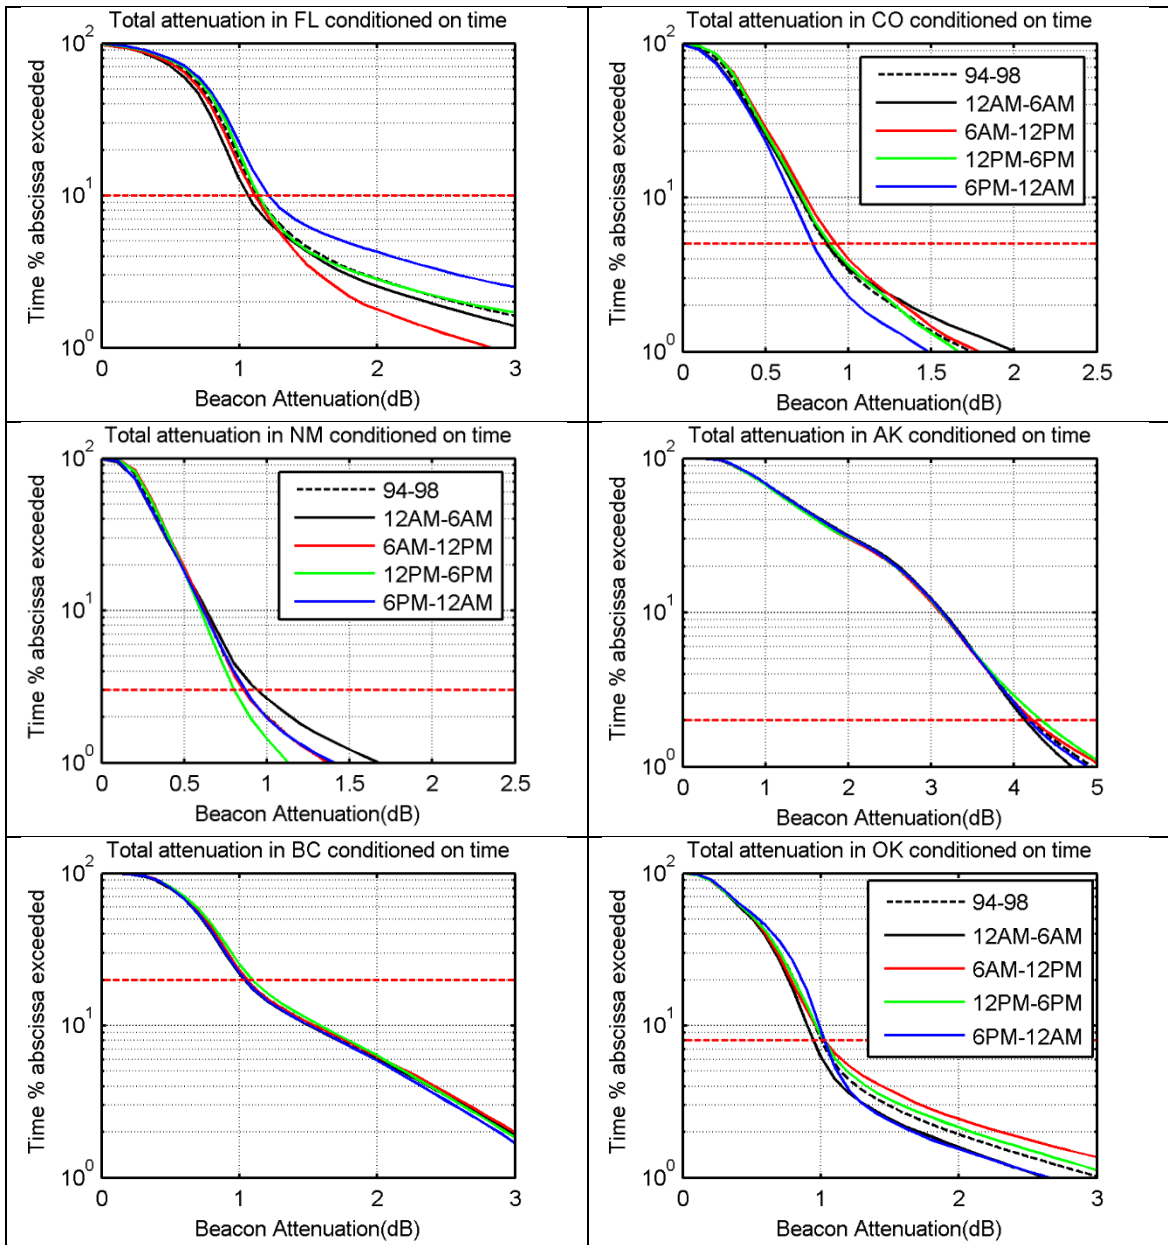 Total attenuation in FL conditioned on time
10^2
10^1
10^0
Time % abscissa exceeded
0 1 2 3
Beacon Attenuation(dB)
Total attenuation in CO conditioned on time
10^2
10^1
10^0
Time % abscissa exceeded
94-98
12AM-6AM
6AM-12PM
12PM-6PM
6PM-12AM
0 0.5 1 1.5 2 2.5
Beacon Attenuation(dB)
Total attenuation in NM conditioned on time
10^2
10^1
10^0
Time % abscissa exceeded
94-98
12AM-6AM
6AM-12PM
12PM-6PM
6PM-12AM
0 0.5 1 1.5 2 2.5
Beacon Attenuation(dB)
Total attenuation in AK conditioned on time
10^2
10^1
10^0
Time % abscissa exceeded
0 1 2 3 4 5
Beacon Attenuation(dB)
Total attenuation in BC conditioned on time
10^2
10^1
10^0
Time % abscissa exceeded
0 1 2 3
Beacon Attenuation(dB)
Total attenuation in OK conditioned on time
10^2
10^1
10^0
Time % abscissa exceeded
94-98
12AM-6AM
6AM-12PM
12PM-6PM
6PM-12AM
0 1 2 3
Beacon Attenuation(dB)